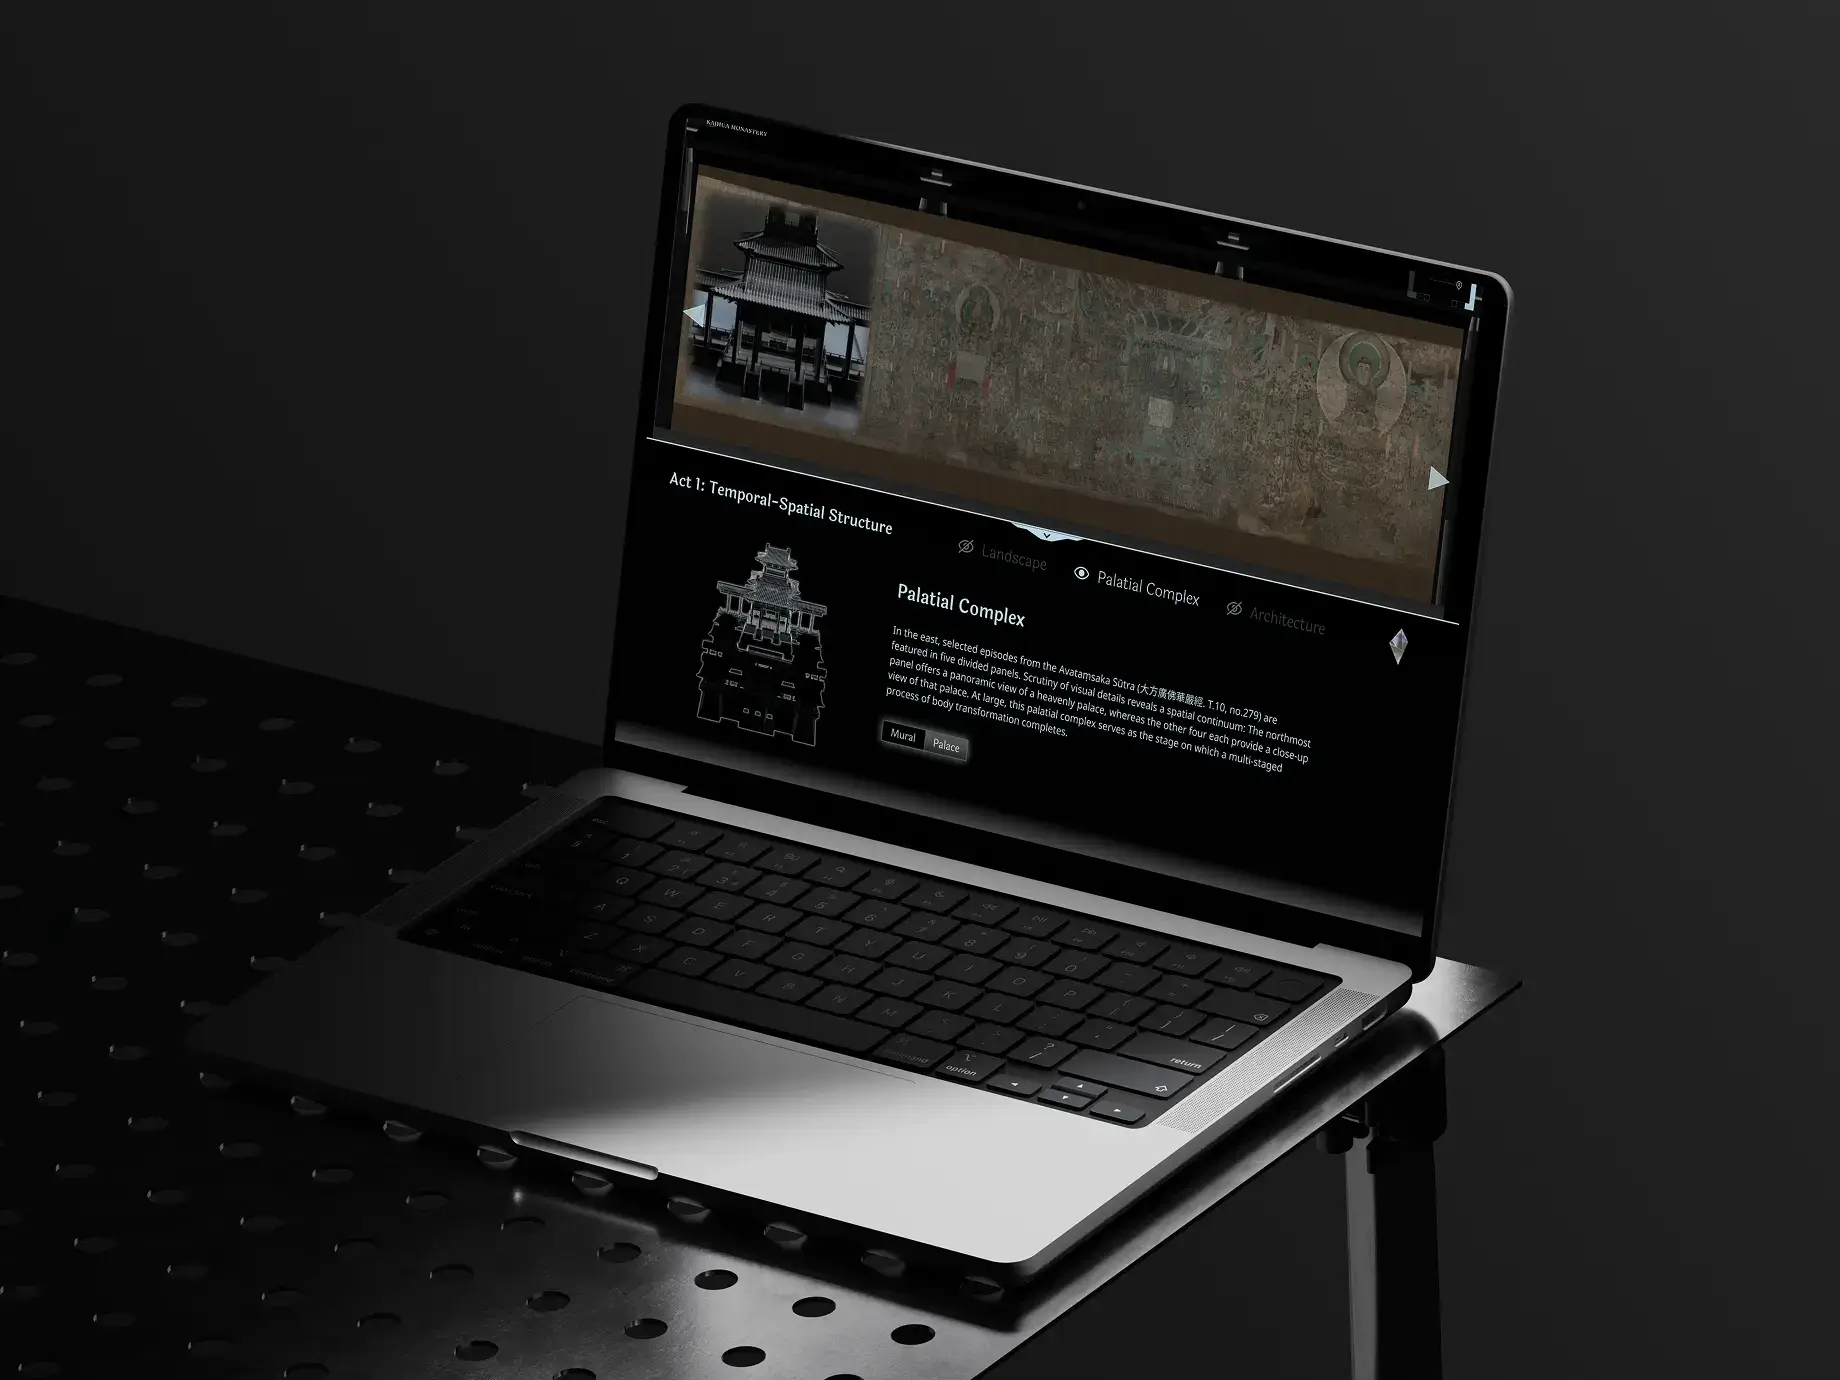 KAIHUA MONASTERY
Act 1: Temporal-Spatial Structure
Landscape
Palatial Complex
Architecture
Palatial Complex
In the east, selected episodes from the Avataṃsaka Sūtra (大方廣佛華嚴經. T.10, no.279) are
featured in five divided panels. Scrutiny of visual details reveals a spatial continuum: The northmost
panel offers a panoramic view of a heavenly palace, whereas the other four each provide a close-up
view of that palace. At large, this palatial complex serves as the stage on which a multi-staged
process of body transformation completes.
Mural Palace
Q W E R T Y U I O P
A S D F G H J K L
return
Z X C V B N M
command option